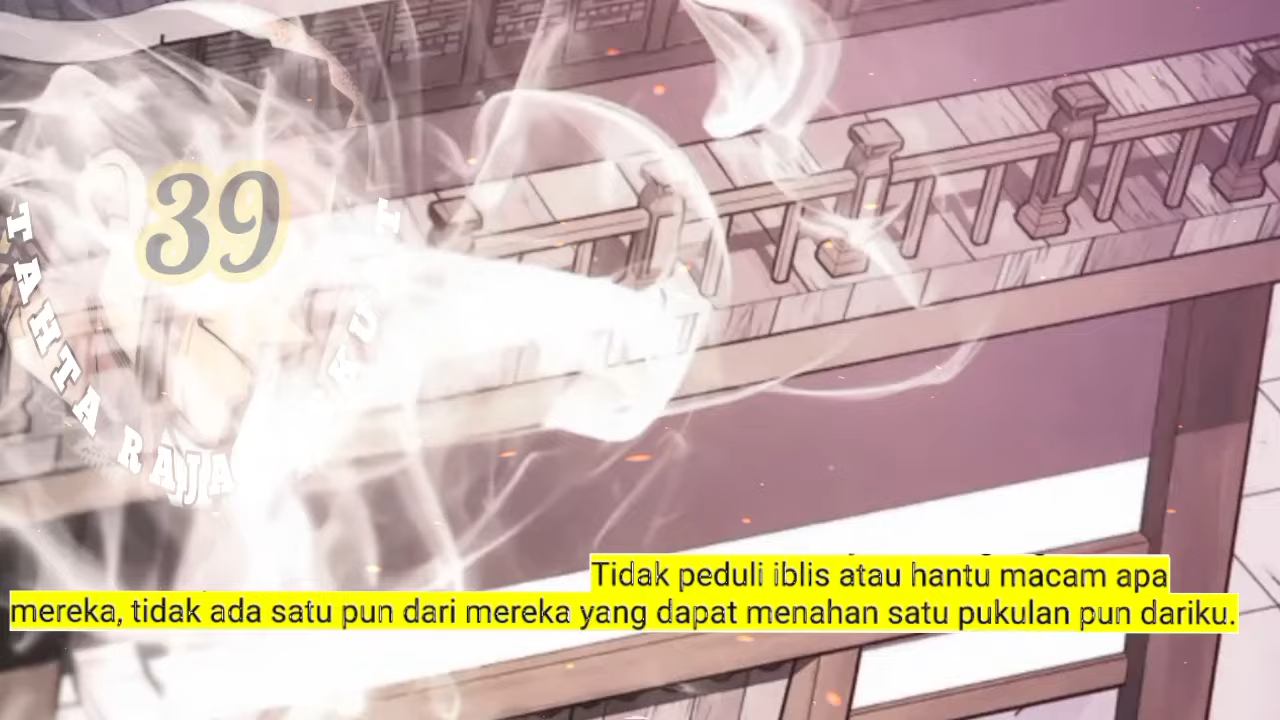 39
TAHTA RAJA
Tidak peduli iblis atau hantu macam apa
mereka, tidak ada satu pun dari mereka yang dapat menahan satu pukulan pun dariku.